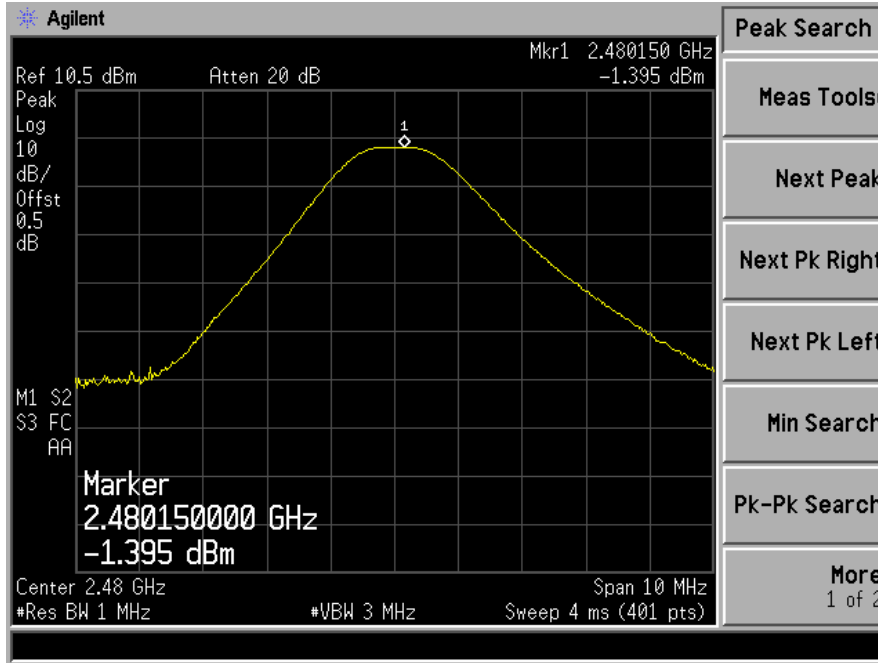 Agilent
Peak Search
Mkr1 2.480150 GHz
Ref 10.5 dBm Atten 20 dB -1.395 dBm
Peak
Log
10
dB/
Offst
0.5
dB
1
Meas Tools
Next Peak
Next Pk Right
Next Pk Left
M1 S2
S3 FC
AA
Min Search
Marker
2.480150000 GHz
-1.395 dBm
Pk-Pk Search
Center 2.48 GHz Span 10 MHz
#Res BW 1 MHz #VBW 3 MHz Sweep 4 ms (401 pts)
More
1 of 2